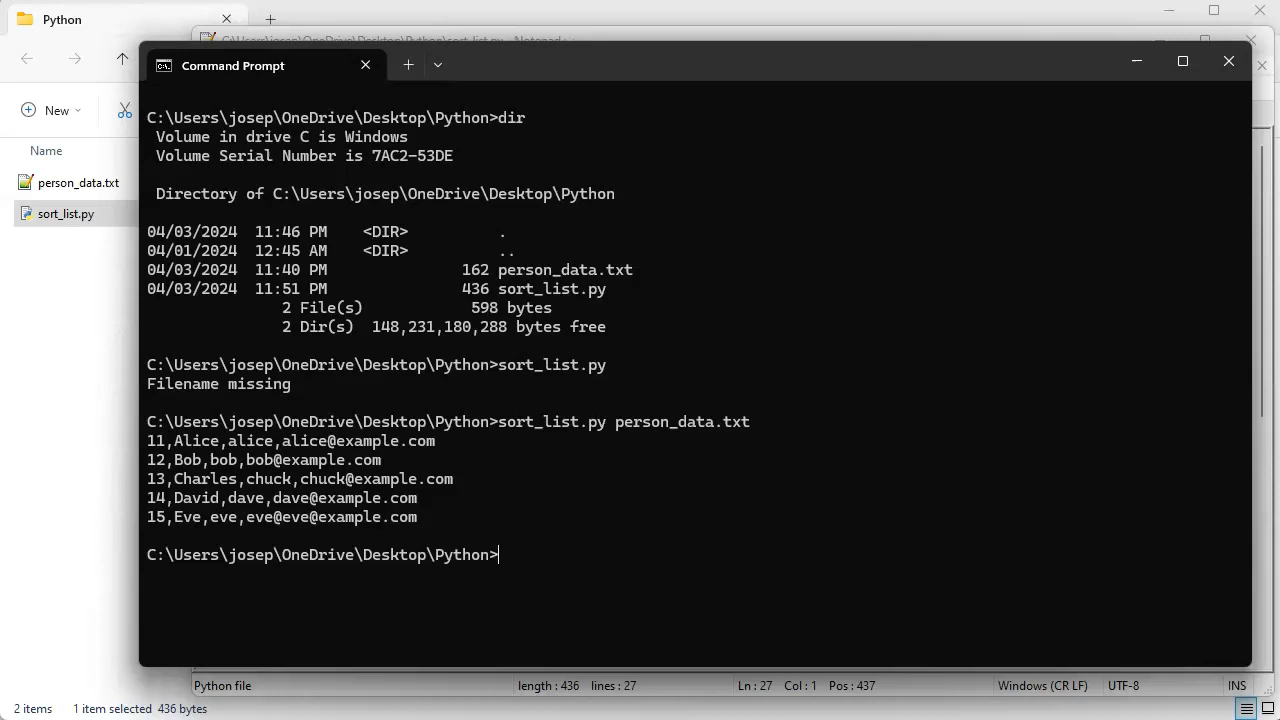 Python
C:\Users\josep\OneDrive\Desktop\Python\sort_list.py - Notepad++
Command Prompt
New
C:\Users\josep\OneDrive\Desktop\Python>dir
Volume in drive C is Windows
Volume Serial Number is 7AC2-53DE
Name
person_data.txt
sort_list.py
Directory of C:\Users\josep\OneDrive\Desktop\Python
04/03/2024 11:46 PM <DIR> .
04/01/2024 12:45 AM <DIR> ..
04/03/2024 11:40 PM 162 person_data.txt
04/03/2024 11:51 PM 436 sort_list.py
2 File(s) 598 bytes
2 Dir(s) 148,231,180,288 bytes free
C:\Users\josep\OneDrive\Desktop\Python>sort_list.py
Filename missing
C:\Users\josep\OneDrive\Desktop\Python>sort_list.py person_data.txt
11,Alice,alice,alice@example.com
12,Bob,bob,bob@example.com
13,Charles,chuck,chuck@example.com
14,David,dave,dave@example.com
15,Eve,eve,eve@eve@example.com
C:\Users\josep\OneDrive\Desktop\Python>
Python file length : 436 lines : 27 Ln : 27 Col : 1 Pos : 437 Windows (CR LF) UTF-8 INS
2 items 1 item selected 436 bytes